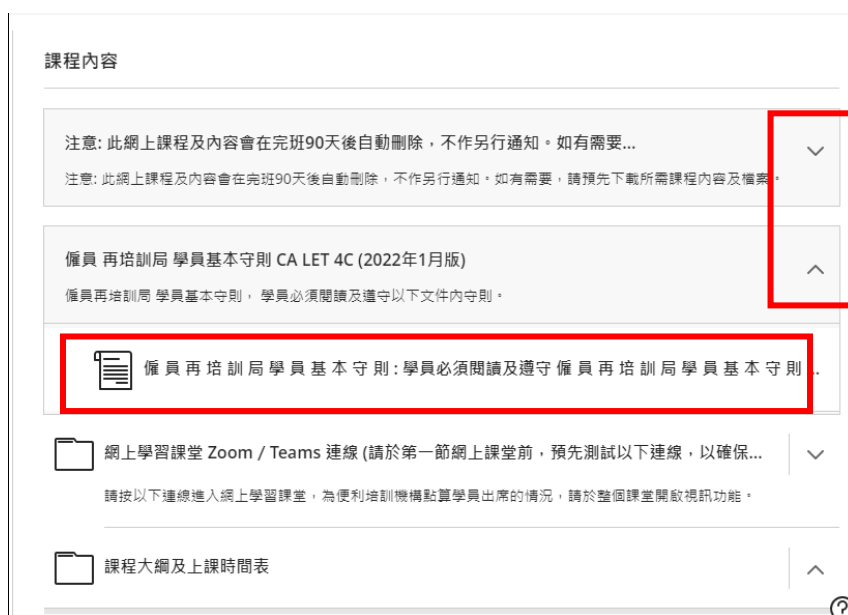 課程內容
注意: 此網上課程及內容會在完班90天後自動刪除，不作另行通知。如有需要...
注意: 此網上課程及內容會在完班90天後自動刪除，不作另行通知。如有需要，請預先下載所需課程內容及檔案。
僱員 再培訓局 學員基本守則 CA LET 4C (2022年1月版)
僱員再培訓局 學員基本守則， 學員必須閱讀及遵守以下文件內守則。
僱 員 再 培 訓 局 學 員 基 本 守 則 : 學員必須閱讀及遵守 僱 員 再 培 訓 局 學 員 基 本 守 則 ...
網上學習課堂 Zoom / Teams 連線 (請於第一節網上課堂前，預先測試以下連線，以確保...
請按以下連線進入網上學習課堂，為便利培訓機構點算學員出席的情況，請於整個課堂開啟視訊功能。
課程大綱及上課時間表